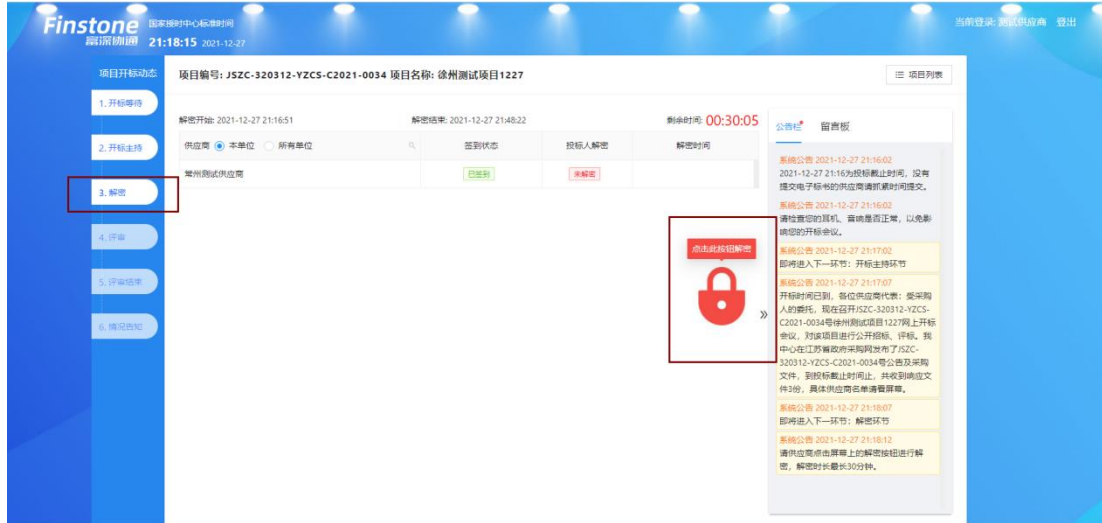 Finstone 国家授时中心标准时间
富深协通 21:18:15 2021-12-27
当前登录: 测试供应商 登出
项目开标动态
1. 开标等待
2. 开标主持
3. 解密
4. 评审
5. 评审结果
6. 情况告知
项目编号: JSZC-320312-YZCS-C2021-0034 项目名称: 徐州测试项目1227
项目列表
解密开始: 2021-12-27 21:16:51 解密结束: 2021-12-27 21:48:22 剩余时间: 00:30:05
供应商 本单位 所有单位 签到状态 投标人解密 解密时间
常州测试供应商 已签到 未解密
点击此按钮解密
»
公告栏 留言板
系统公告 2021-12-27 21:16:02
2021-12-27 21:16为投标截止时间，没有
提交电子标书的供应商请抓紧时间提交。
系统公告 2021-12-27 21:16:02
请检查您的耳机、音响是否正常，以免影
响您的开标会议。
系统公告 2021-12-27 21:17:02
即将进入下一环节：开标主持环节
系统公告 2021-12-27 21:17:07
开标时间已到，各位供应商代表：受采购
人的委托，现在召开JSZC-320312-YZCS-
C2021-0034号徐州测试项目1227网上开标
会议，对该项目进行公开招标、评标。我
中心在江苏省政府采购网发布了JSZC-
320312-YZCS-C2021-0034号公告及采购
文件，到投标截止时间止，共收到响应文
件3份，具体供应商名单请看屏幕。
系统公告 2021-12-27 21:18:07
即将进入下一环节：解密环节
系统公告 2021-12-27 21:18:12
请供应商点击屏幕上的解密按钮进行解
密，解密时长最长30分钟。